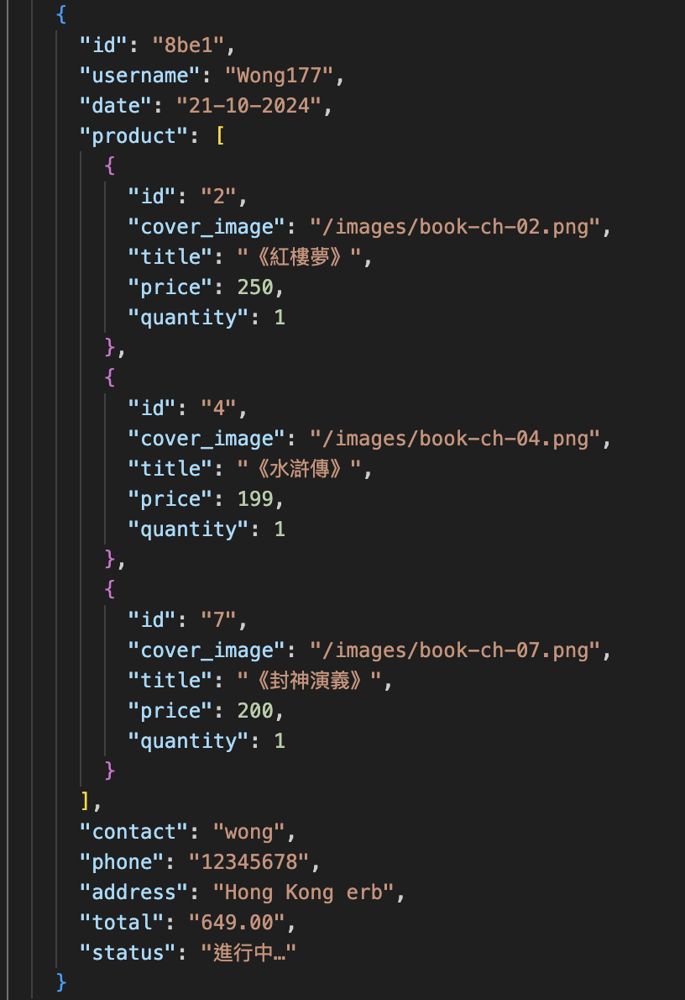 {
"id": "8be1",
"username": "Wong177",
"date": "21-10-2024",
"product": [
{
"id": "2",
"cover_image": "/images/book-ch-02.png",
"title": "《紅樓夢》",
"price": 250,
"quantity": 1
},
{
"id": "4",
"cover_image": "/images/book-ch-04.png",
"title": "《水滸傳》",
"price": 199,
"quantity": 1
},
{
"id": "7",
"cover_image": "/images/book-ch-07.png",
"title": "《封神演義》",
"price": 200,
"quantity": 1
}
],
"contact": "wong",
"phone": "12345678",
"address": "Hong Kong erb",
"total": "649.00",
"status": "進行中…"
}